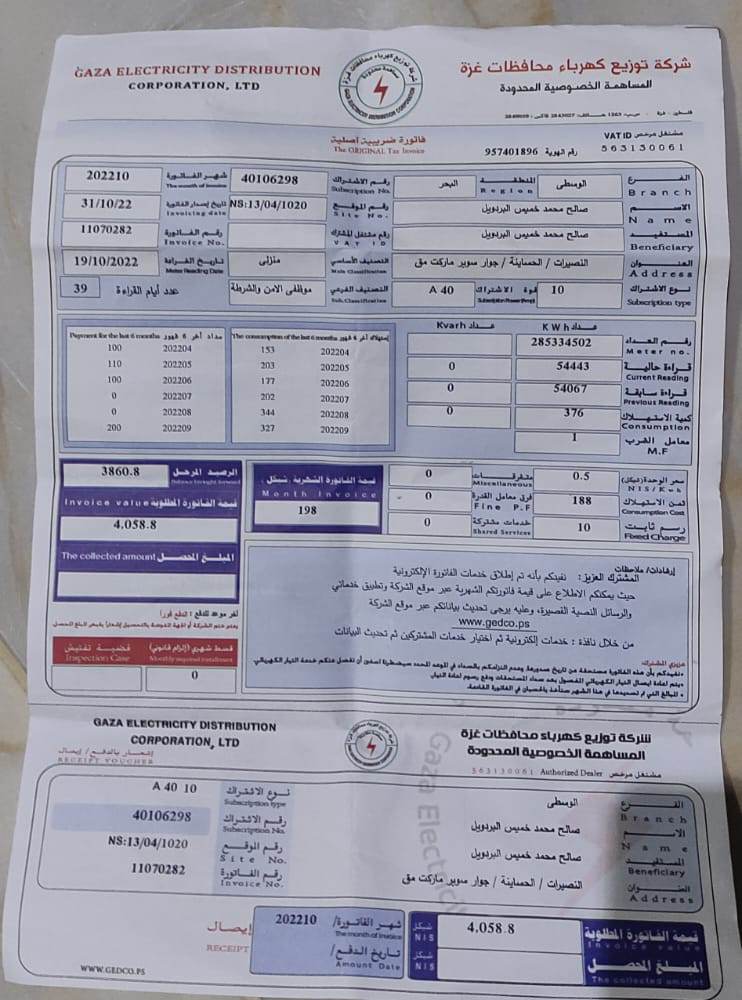 GAZA ELECTRICITY DISTRIBUTION
CORPORATION, LTD
شركة توزيع كهرباء محافظات غزة
المساهمة الخصوصية المحدودة
فاتورة ضريبية أصلية
The ORIGINAL Tax Invoice
رقم الهوية 957401896
مشتغل مرخص VAT ID
563130061
الفرع Branch الوسطى
المنطقة Region البحر
رقم الاشتراك Subscription No. 40106298
شهر الفاتورة The month of Invoice 202210
الاسم Name صالح محمد خميس البردويل
رقم الموقع Site No. NS:13/04/1020
تاريخ إصدار الفاتورة Invoicing date 31/10/22
المستفيد Beneficiary صالح محمد خميس البردويل
رقم مشتغل المشترك VAT ID
رقم الفاتورة Invoice No. 11070282
العنوان Address النصيرات / الحساينة / جوار سوبر ماركت مق
التصنيف الأساسي Main Classification منزلي
تاريخ القراءة Meter Reading Date 19/10/2022
نوع الاشتراك Subscription type 10
قوة الاشتراك Subscription Power(Amp) A 40
التصنيف الفرعي Sub. Classification موظفى الامن والشرطة
عدد أيام القراءة 39
عداد KWh
عداد Kvarh
رقم العداد Meter no. 285334502
قراءة حالية Current Reading 54443 0
قراءة سابقة Previous Reading 54067 0
كمية الاستهلاك Consumption 376 0
معامل الضرب M.F 1
استهلاك آخر 6 شهور The consumption of the last 6 months
153 202204
203 202205
177 202206
202 202207
344 202208
327 202209
سداد آخر 6 شهور Payment for the last 6 months
100 202204
110 202205
100 202206
0 202207
0 202208
200 202209
سعر الوحدة (شيكل) NIS/Kwh 0.5
ثمن الاستهلاك Consumption Cost 188
رسم ثابت Fixed Charge 10
متفرقات Miscellaneous 0
فرق معامل القدرة Fine P.F 0
خدمات مشتركة Shared Services 0
قيمة الفاتورة الشهرية / شيكل
Month Invoice
198
الرصيد المرحل Balance brought forward 3860.8
قيمة الفاتورة المطلوبة Invoice value
4.058.8
المبلغ المحصل The collected amount
آخر موعد للدفع : الدفع فوراً
قضية تفتيش Inspection Case
قسط شهري (إلزام قانوني) Monthly required installment
0
إرشادات/ ملاحظات
المشترك العزيز: نفيدكم بأنه تم إطلاق خدمات الفاتورة الإلكترونية
حيث يمكنكم الاطلاع على قيمة فاتورتكم الشهرية عبر موقع الشركة وتطبيق خدماتي
والرسائل النصية القصيرة، وعليه يرجى تحديث بياناتكم عبر موقع الشركة
www.gedco.ps
من خلال نافذة : خدمات إلكترونية ثم اختيار خدمات المشتركين ثم تحديث البيانات
عزيزي المشترك:
GAZA ELECTRICITY DISTRIBUTION
CORPORATION, LTD
شركة توزيع كهرباء محافظات غزة
المساهمة الخصوصية المحدودة
إشعار بالدفع / إيصال
RECEIPT VOUCHER
مشتغل مرخص Authorized Dealer 563130061
الفرع Branch الوسطى
الاسم Name صالح محمد خميس البردويل
المستفيد Beneficiary صالح محمد خميس البردويل
العنوان Address النصيرات / الحساينة / جوار سوبر ماركت مق
نوع الاشتراك Subscription type A 40 10
رقم الاشتراك Subscription No. 40106298
رقم الموقع Site No. NS:13/04/1020
رقم الفاتورة Invoice No. 11070282
Gaza Electric
قيمة الفاتورة المطلوبة Invoice value 4.058.8 شيكل NIS
المبلغ المحصل The collected amount شيكل NIS
شهر الفاتورة/ The month of Invoice 202210
تاريخ الدفع/ Amount Date
إيصال
RECEIPT
WWW.GEDCO.PS